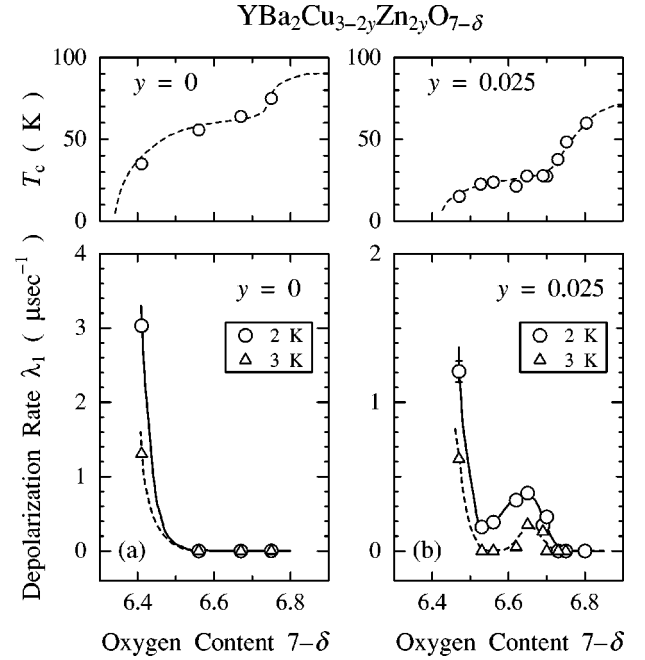 YBa₂Cu₃₋₂yZn₂yO₇₋δ
y = 0
y = 0.025
T_c ( K )
100
50
0
100
50
0
Depolarization Rate λ₁ ( μsec⁻¹ )
4
3
2
1
0
y = 0
2 K
3 K
(a)
6.4 6.6 6.8
Oxygen Content 7−δ
2
1
0
y = 0.025
2 K
3 K
(b)
6.4 6.6 6.8
Oxygen Content 7−δ